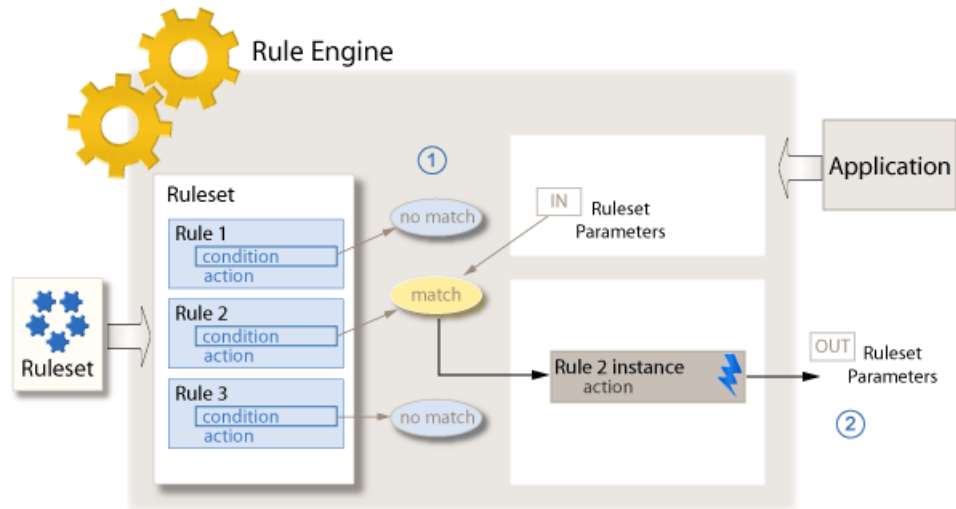 Rule Engine
1
Application
Ruleset
IN
Ruleset
Parameters
no match
Rule 1
condition
action
match
Rule 2
condition
action
Ruleset
Rule 2 instance
action
OUT
Ruleset
Parameters
Rule 3
condition
action
no match
2